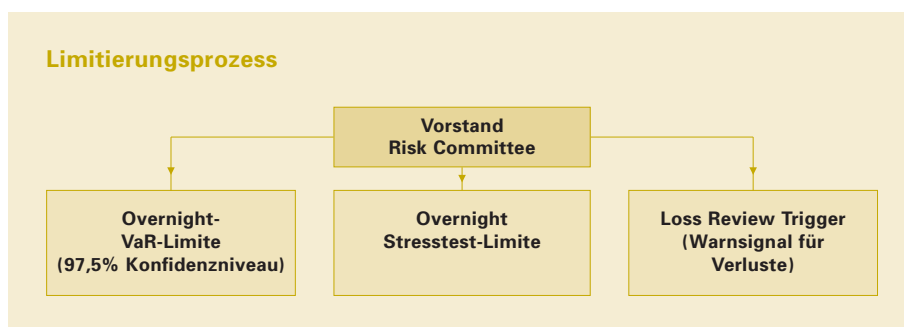 Limitierungsprozess
Vorstand
Risk Committee
Overnight-
VaR-Limite
(97,5% Konfidenzniveau)
Overnight
Stresstest-Limite
Loss Review Trigger
(Warnsignal für
Verluste)